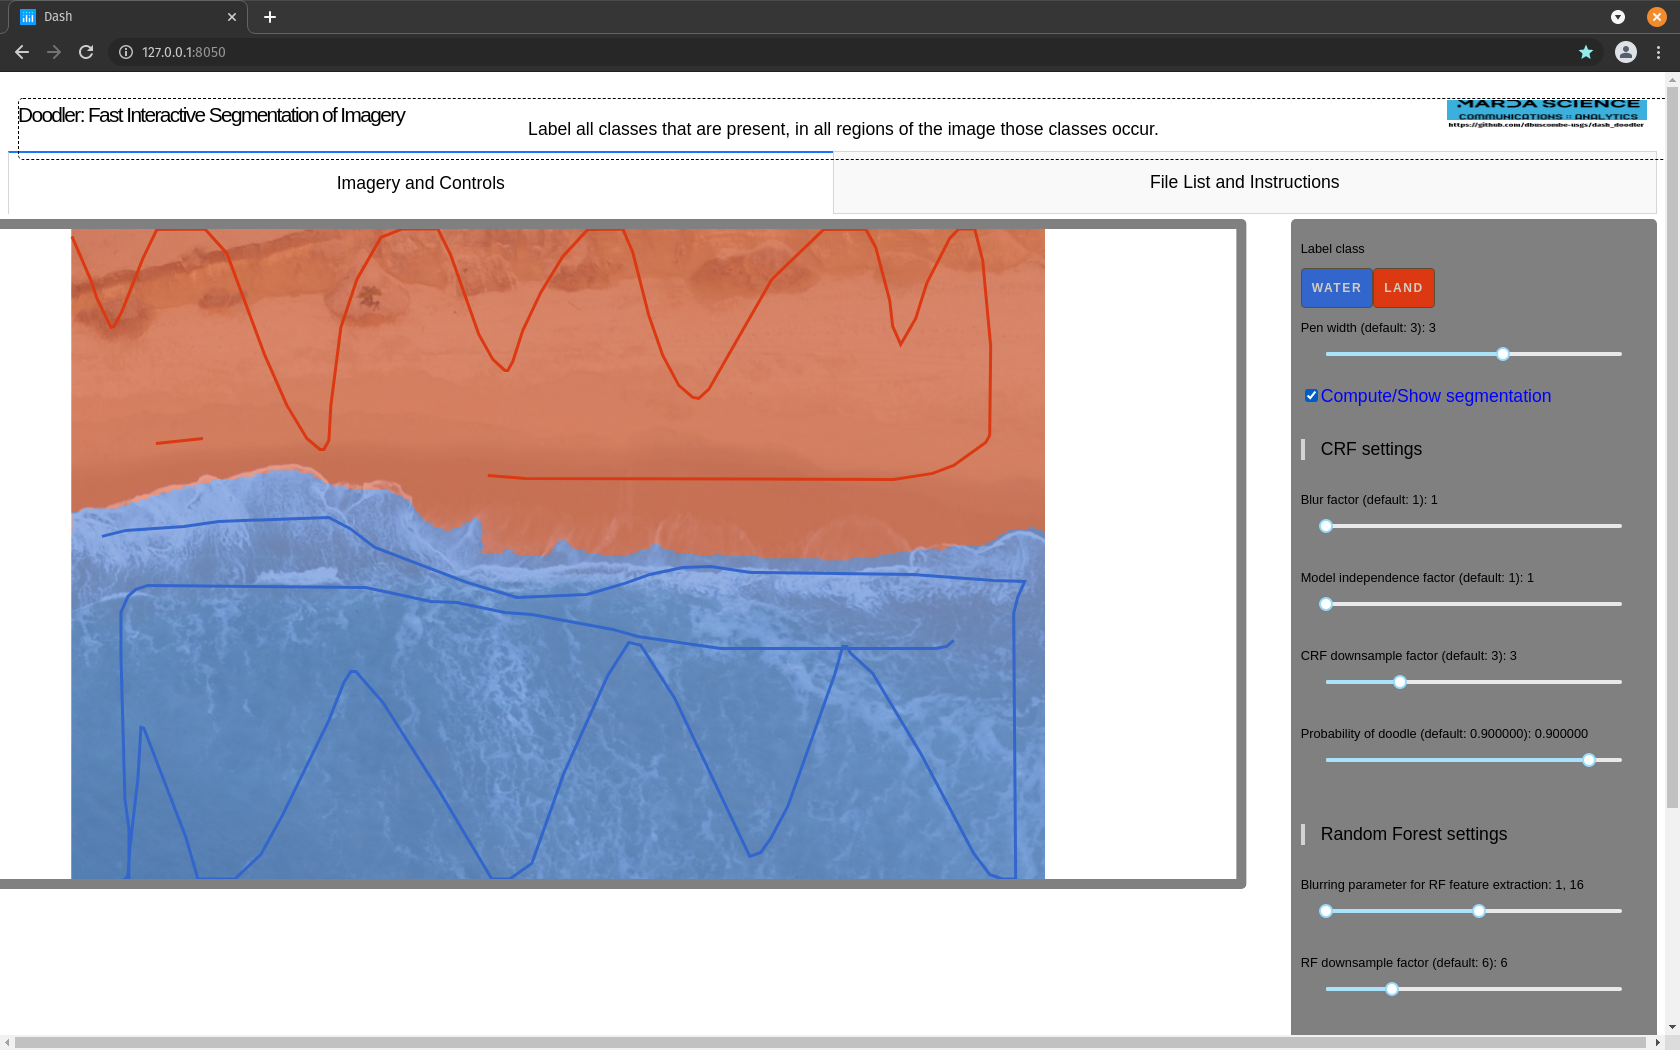 Dash
127.0.0.1:8050
Doodler: Fast Interactive Segmentation of Imagery
Label all classes that are present, in all regions of the image those classes occur.
MARDA SCIENCE
COMMUNICATIONS :: ANALYTICS
https://github.com/dbuscombe-usgs/dash_doodler
Imagery and Controls
File List and Instructions
Label class
WATER LAND
Pen width (default: 3): 3
Compute/Show segmentation
CRF settings
Blur factor (default: 1): 1
Model independence factor (default: 1): 1
CRF downsample factor (default: 3): 3
Probability of doodle (default: 0.900000): 0.900000
Random Forest settings
Blurring parameter for RF feature extraction: 1, 16
RF downsample factor (default: 6): 6